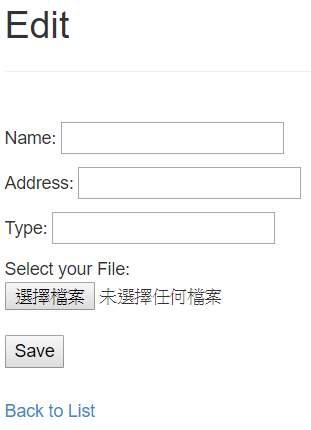 Edit
Name:
Address:
Type:
Select your File:
選擇檔案 未選擇任何檔案
Save
Back to List